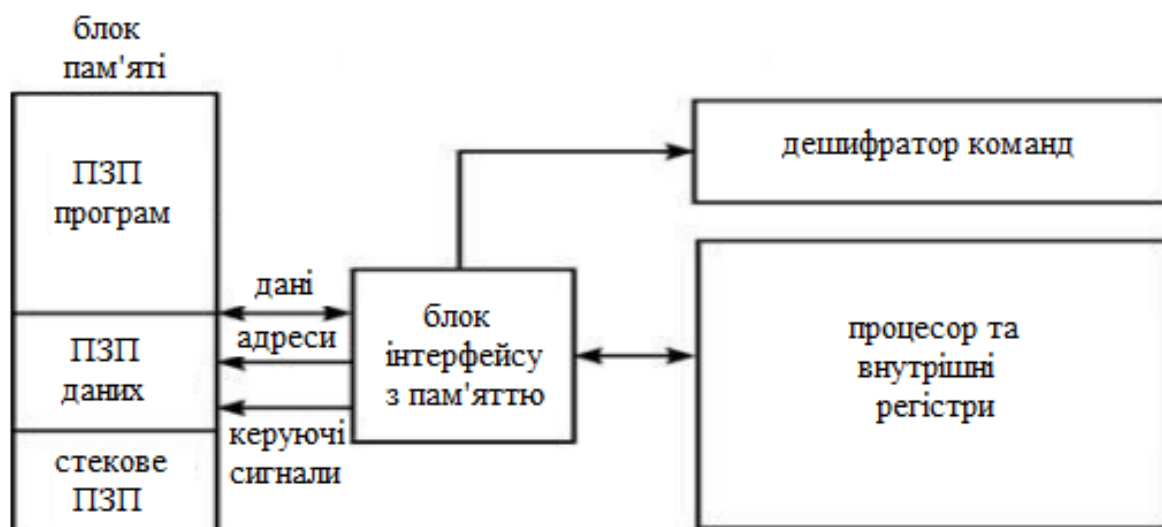 блок
пам'яті
ПЗП
програм
ПЗП
даних
стекове
ПЗП
дані
адреси
керуючі
сигнали
блок
інтерфейсу
з пам'яттю
дешифратор команд
процесор та
внутрішні
регістри